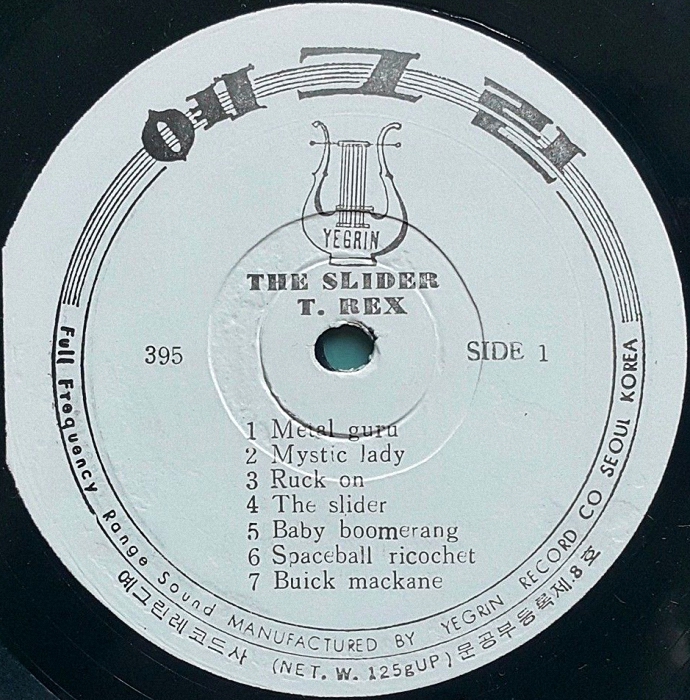 예그린
YEGRIN
THE SLIDER
T. REX
395
SIDE 1
1 Metal guru
2 Mystic lady
3 Ruck on
4 The slider
5 Baby boomerang
6 Spaceball ricochet
7 Buick mackane
Full Frequency Range Sound MANUFACTURED BY YEGRIN RECORD CO SEOUL KOREA
예그린레코드사 (NET. W. 125gUP) 문공부등록제.8호